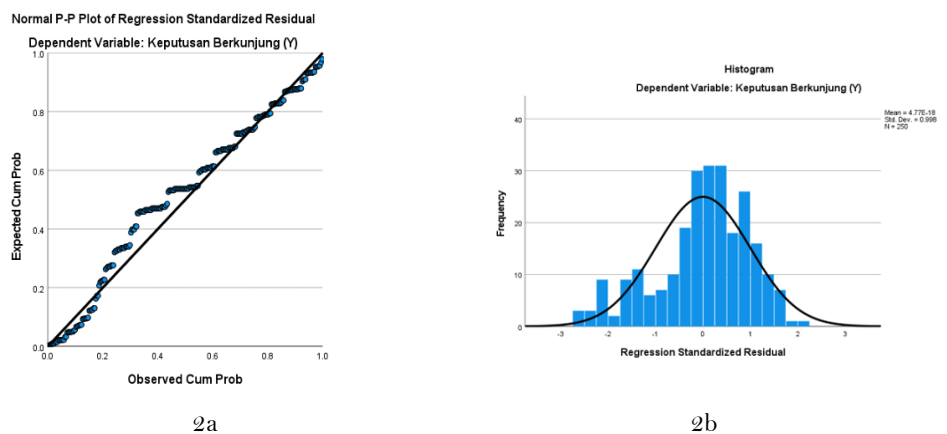 Normal P-P Plot of Regression Standardized Residual
Dependent Variable: Keputusan Berkunjung (Y)
1.0
0.8
0.6
0.4
0.2
0.0
0.0 0.2 0.4 0.6 0.8 1.0
Expected Cum Prob
Observed Cum Prob
2a
Histogram
Dependent Variable: Keputusan Berkunjung (Y)
Mean = 4.77E-18
Std. Dev. = 0.998
N = 250
40
30
20
10
0
-3 -2 -1 0 1 2 3
Frequency
Regression Standardized Residual
2b